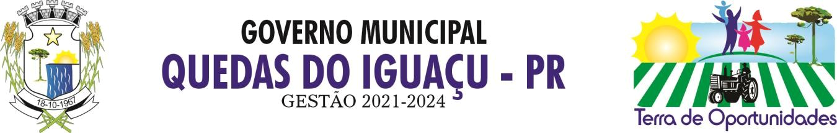 18-10-1967
GOVERNO MUNICIPAL
QUEDAS DO IGUAÇU - PR
GESTÃO 2021-2024
Terra de Oportunidades